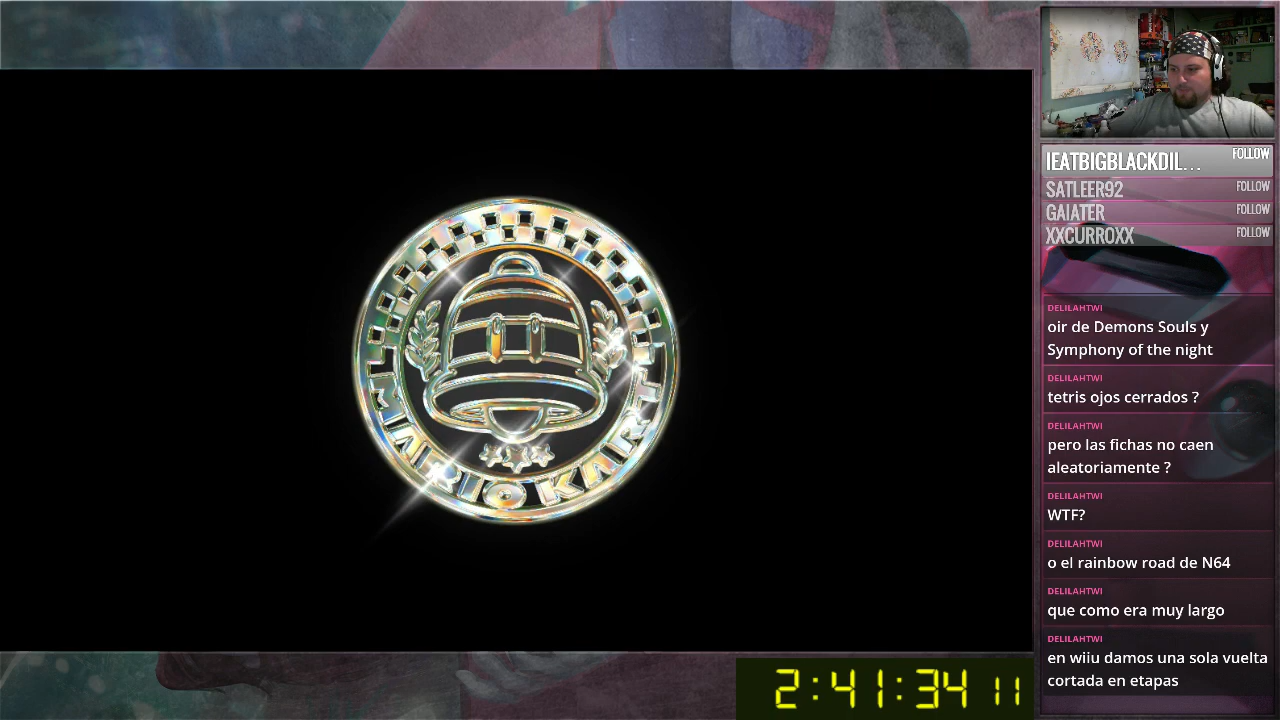 MARIO KART
IEATBIGBLACKDIL...
FOLLOW
SATLEER92
FOLLOW
GAIATER
FOLLOW
XXCURROXX
FOLLOW
DELILAHTWI
oir de Demons Souls y
Symphony of the night
DELILAHTWI
tetris ojos cerrados ?
DELILAHTWI
pero las fichas no caen
aleatoriamente ?
DELILAHTWI
WTF?
DELILAHTWI
o el rainbow road de N64
DELILAHTWI
que como era muy largo
DELILAHTWI
en wiiu damos una sola vuelta
cortada en etapas
2:41:34 11